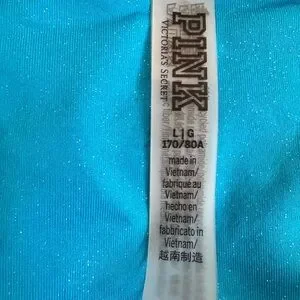 PINK
VICTORIA'S SECRET
L|G
170/80A
made in
Vietnam/
fabriqué au
Vietnam/
hecho en
Vietnam/
fabbricato in
Vietnam/
越南制造